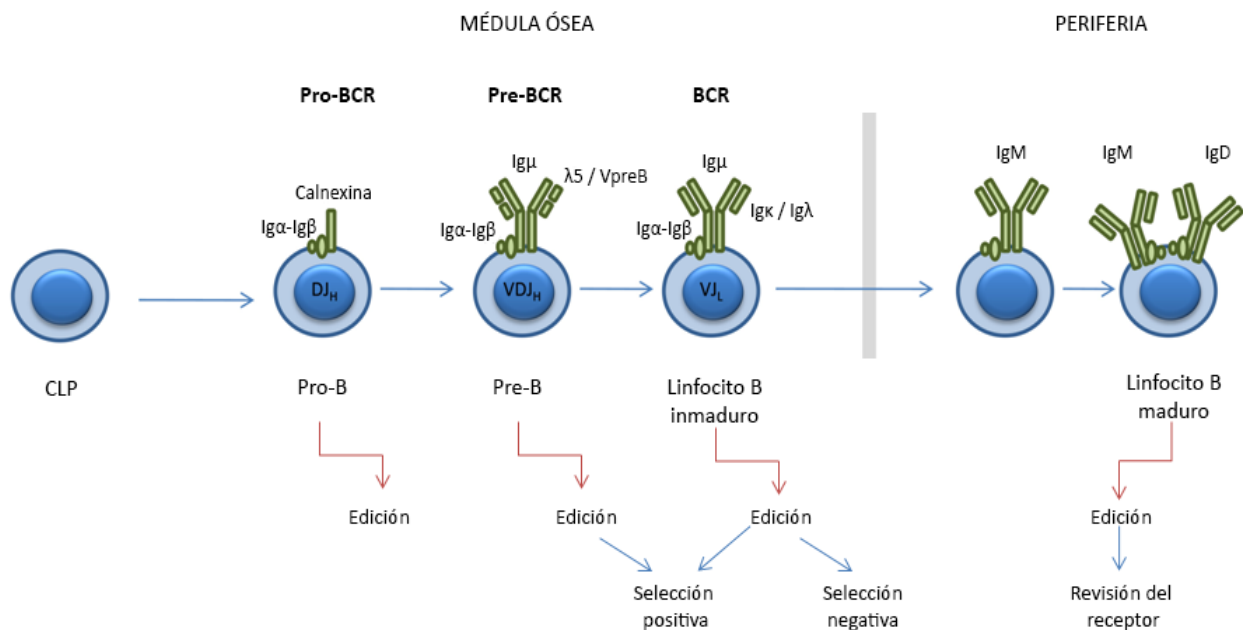 MÉDULA ÓSEA
PERIFERIA
Pro-BCR
Pre-BCR
BCR
Igμ
Igμ
IgM
IgM
IgD
λ5 / VpreB
Calnexina
Igκ / Igλ
Igα-Igβ
Igα-Igβ
Igα-Igβ
DJH
VDJH
VJL
CLP
Pro-B
Pre-B
Linfocito B
inmaduro
Linfocito B
maduro
Edición
Edición
Edición
Edición
Selección
positiva
Selección
negativa
Revisión del
receptor